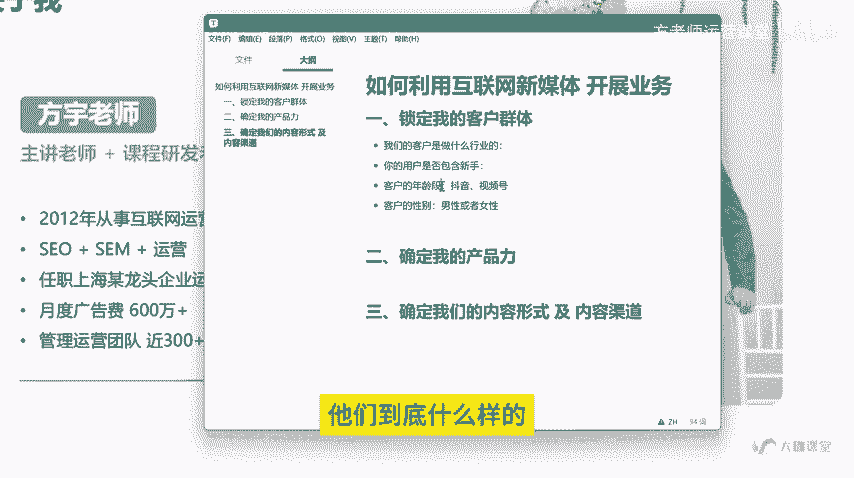 方老师运营课堂
文件(F) 编辑(E) 段落(P) 格式(O) 视图(V) 主题(T) 帮助(H)
文件 大纲
如何利用互联网新媒体 开展业务
一、锁定我的客户群体
二、确定我的产品力
三、确定我们的内容形式 及
内容渠道
如何利用互联网新媒体 开展业务
一、锁定我的客户群体
我们的客户是做什么行业的：
你的用户是否包含新手：
客户的年龄段 抖音、视频号
客户的性别：男性或者女性
二、确定我的产品力
三、确定我们的内容形式 及 内容渠道
ZH 94 词
方宇老师
主讲老师 + 课程研发
2012年从事互联网运营
SEO + SEM + 运营
任职上海某龙头企业运
月度广告费 600万+
管理运营团队 近300+
他们到底什么样的
大鹏课堂